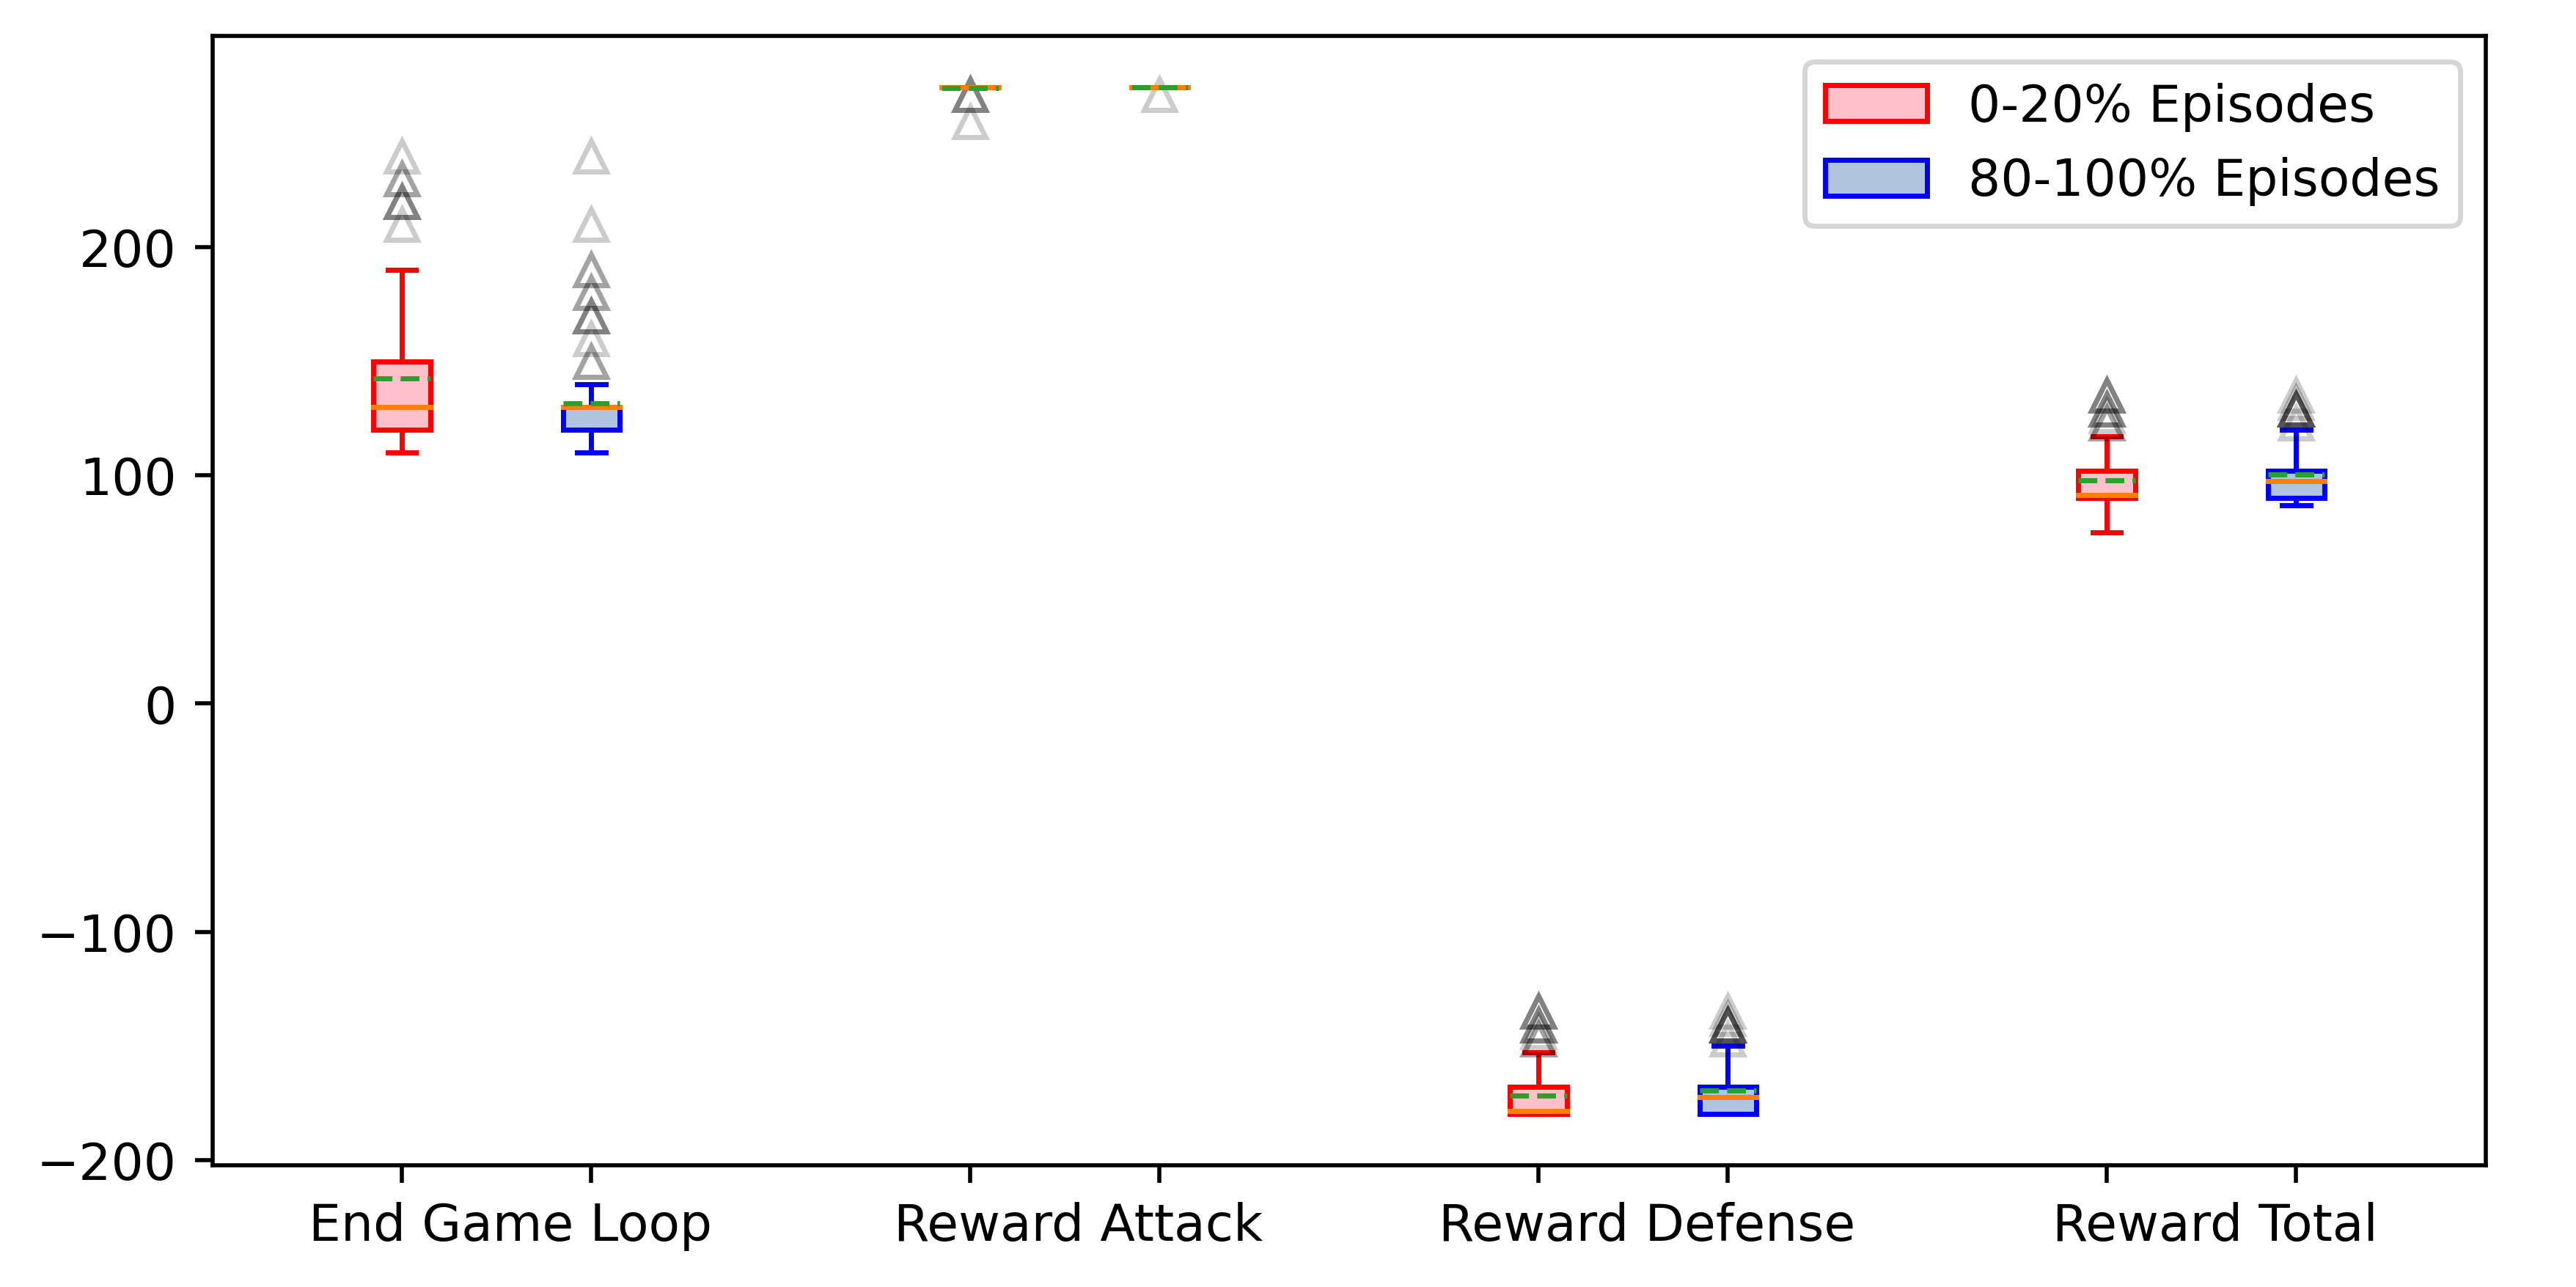 0-20% Episodes
80-100% Episodes
200
100
0
−100
−200
End Game Loop
Reward Attack
Reward Defense
Reward Total